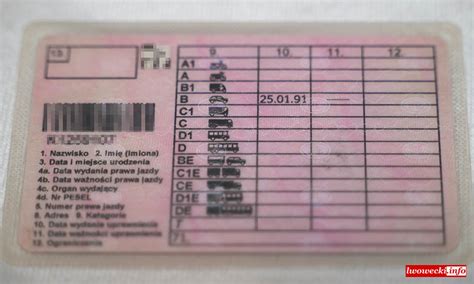 13.
9. 10. 11. 12.
A1
A
B1
B 25.01.91
C1
C
D1
D
BE
C1E
CE
D1E
DE
T
1. Nazwisko 2. Imię (Imiona)
3. Data i miejsce urodzenia
4a. Data wydania prawa jazdy
4b. Data ważności prawa jazdy
4c. Organ wydający
4d. Nr PESEL
5. Numer prawa jazdy
8. Adres 9. Kategorie
10. Data wydania uprawnienia
11. Data ważności uprawnienia
12. Ograniczenia
lwowecki.info